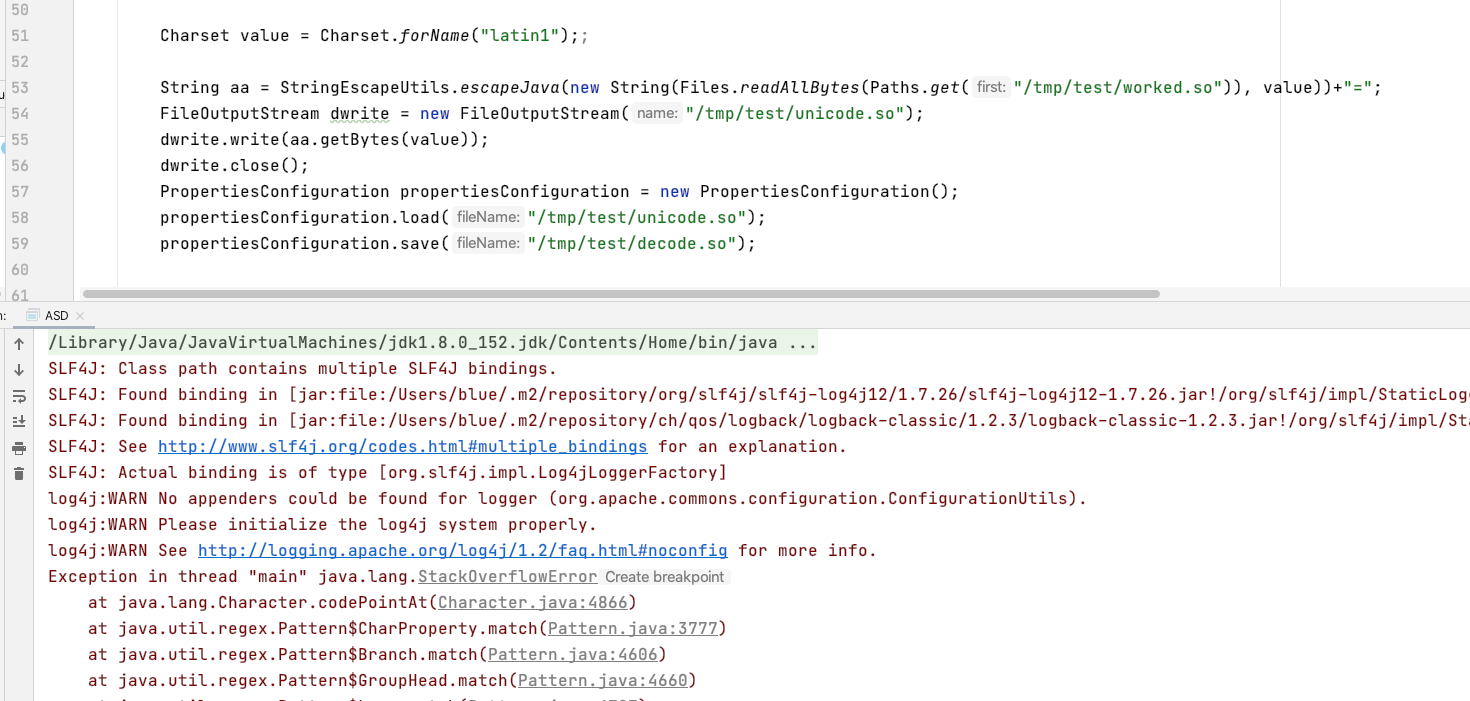 50
51 Charset value = Charset.forName("latin1");;
52
53 String aa = StringEscapeUtils.escapeJava(new String(Files.readAllBytes(Paths.get( first: "/tmp/test/worked.so")), value))+"=";
54 FileOutputStream dwrite = new FileOutputStream( name: "/tmp/test/unicode.so");
55 dwrite.write(aa.getBytes(value));
56 dwrite.close();
57 PropertiesConfiguration propertiesConfiguration = new PropertiesConfiguration();
58 propertiesConfiguration.load( fileName: "/tmp/test/unicode.so");
59 propertiesConfiguration.save( fileName: "/tmp/test/decode.so");
60
61
ASD
/Library/Java/JavaVirtualMachines/jdk1.8.0_152.jdk/Contents/Home/bin/java ...
SLF4J: Class path contains multiple SLF4J bindings.
SLF4J: Found binding in [jar:file:/Users/blue/.m2/repository/org/slf4j/slf4j-log4j12/1.7.26/slf4j-log4j12-1.7.26.jar!/org/slf4j/impl/StaticLog
SLF4J: Found binding in [jar:file:/Users/blue/.m2/repository/ch/qos/logback/logback-classic/1.2.3/logback-classic-1.2.3.jar!/org/slf4j/impl/Sta
SLF4J: See http://www.slf4j.org/codes.html#multiple_bindings for an explanation.
SLF4J: Actual binding is of type [org.slf4j.impl.Log4jLoggerFactory]
log4j:WARN No appenders could be found for logger (org.apache.commons.configuration.ConfigurationUtils).
log4j:WARN Please initialize the log4j system properly.
log4j:WARN See http://logging.apache.org/log4j/1.2/faq.html#noconfig for more info.
Exception in thread "main" java.lang.StackOverflowError Create breakpoint
at java.lang.Character.codePointAt(Character.java:4866)
at java.util.regex.Pattern$CharProperty.match(Pattern.java:3777)
at java.util.regex.Pattern$Branch.match(Pattern.java:4606)
at java.util.regex.Pattern$GroupHead.match(Pattern.java:4660)